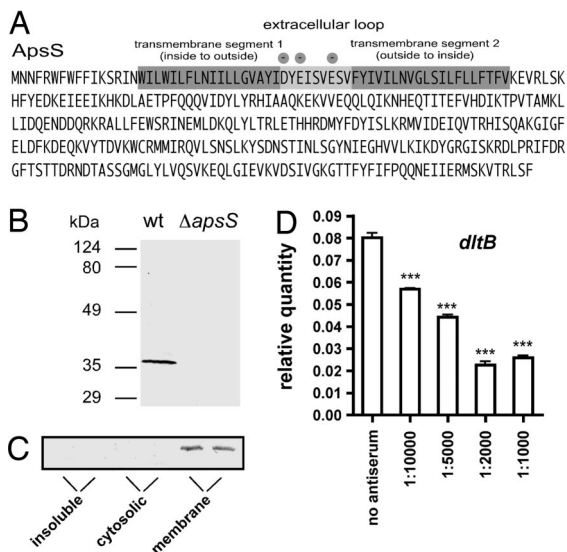 A
extracellular loop
ApsS
transmembrane segment 1
(inside to outside)
transmembrane segment 2
(outside to inside)
- - -
MNNFRWFWFFIKSRINWILWILFLNIILLGVAYIDYEISVESVFYIVILNVGLSILFLLFTFVKEVRLSK
HFYEDKEIEEIKHKDLAETPFQQQVIDYLYRHIAAQKEKVVEQQLQIKNHEQTITEFVHDIKTPVTAMKL
LIDQENDDQRKRALLFEWSRINEMLDKQLYLTRLETHHRDMYFDYISLKRMVIDEIQVTRHISQAKGIGF
ELDFKDEQKVYTDVKWCRMMIRQVLSNSLKYSDNSTINLSGYNIEGHVVLKIKDYGRGISKRDLPRIFDR
GFTSTTDRNDTASSGMGLYLVQSVKEQLGIEVKVDSIVGKGTTFYFIFPQQNEIIERMSKVTRLSF
B
kDa
wt
ΔapsS
124
80
49
35
29
C
insoluble
cytosolic
membrane
D
dltB
relative quantity
0.09
0.08
0.07
0.06
0.05
0.04
0.03
0.02
0.01
0.00
***
***
***
***
no antiserum
1:10000
1:5000
1:2000
1:1000